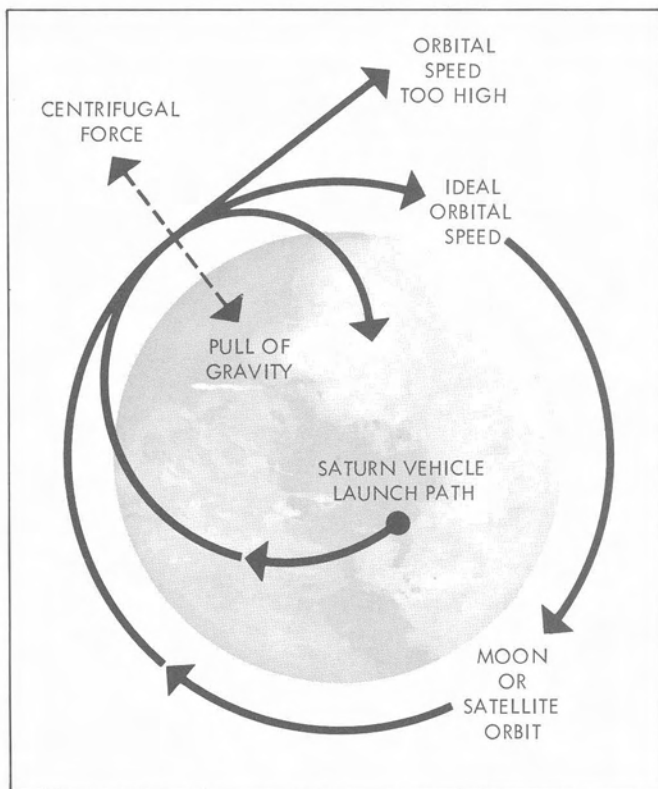 ORBITAL
SPEED
TOO HIGH
CENTRIFUGAL
FORCE
IDEAL
ORBITAL
SPEED
PULL OF
GRAVITY
SATURN VEHICLE
LAUNCH PATH
MOON
OR
SATELLITE
ORBIT